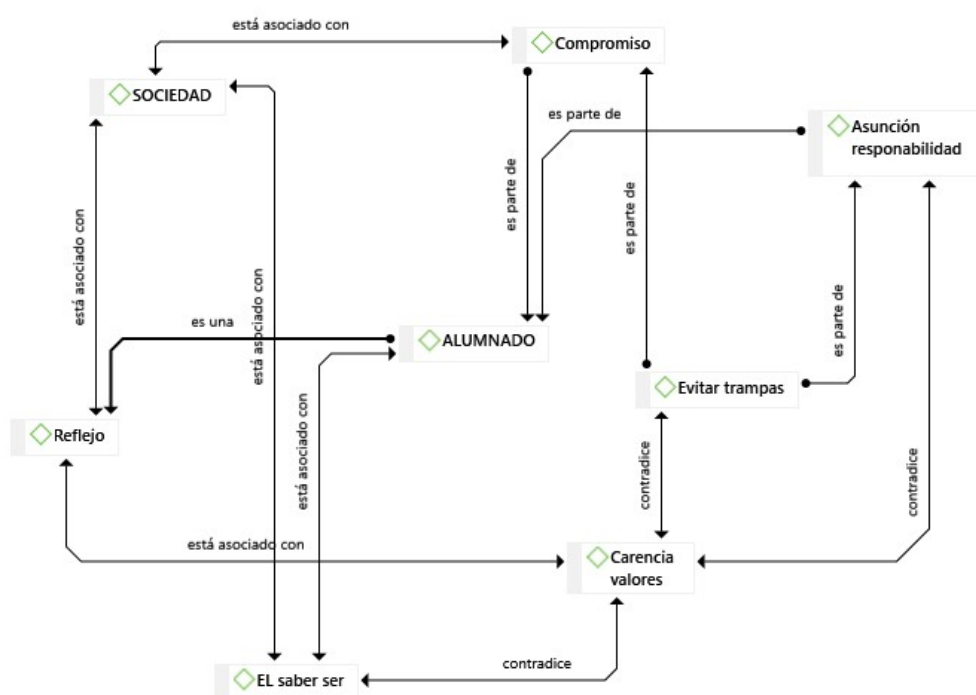 está asociado con
Compromiso
SOCIEDAD
es parte de
Asunción
responabilidad
está asociado con
está asociado con
es parte de
es parte de
es parte de
es una
ALUMNADO
está asociado con
Evitar trampas
Reflejo
contradice
contradice
está asociado con
Carencia
valores
contradice
EL saber ser